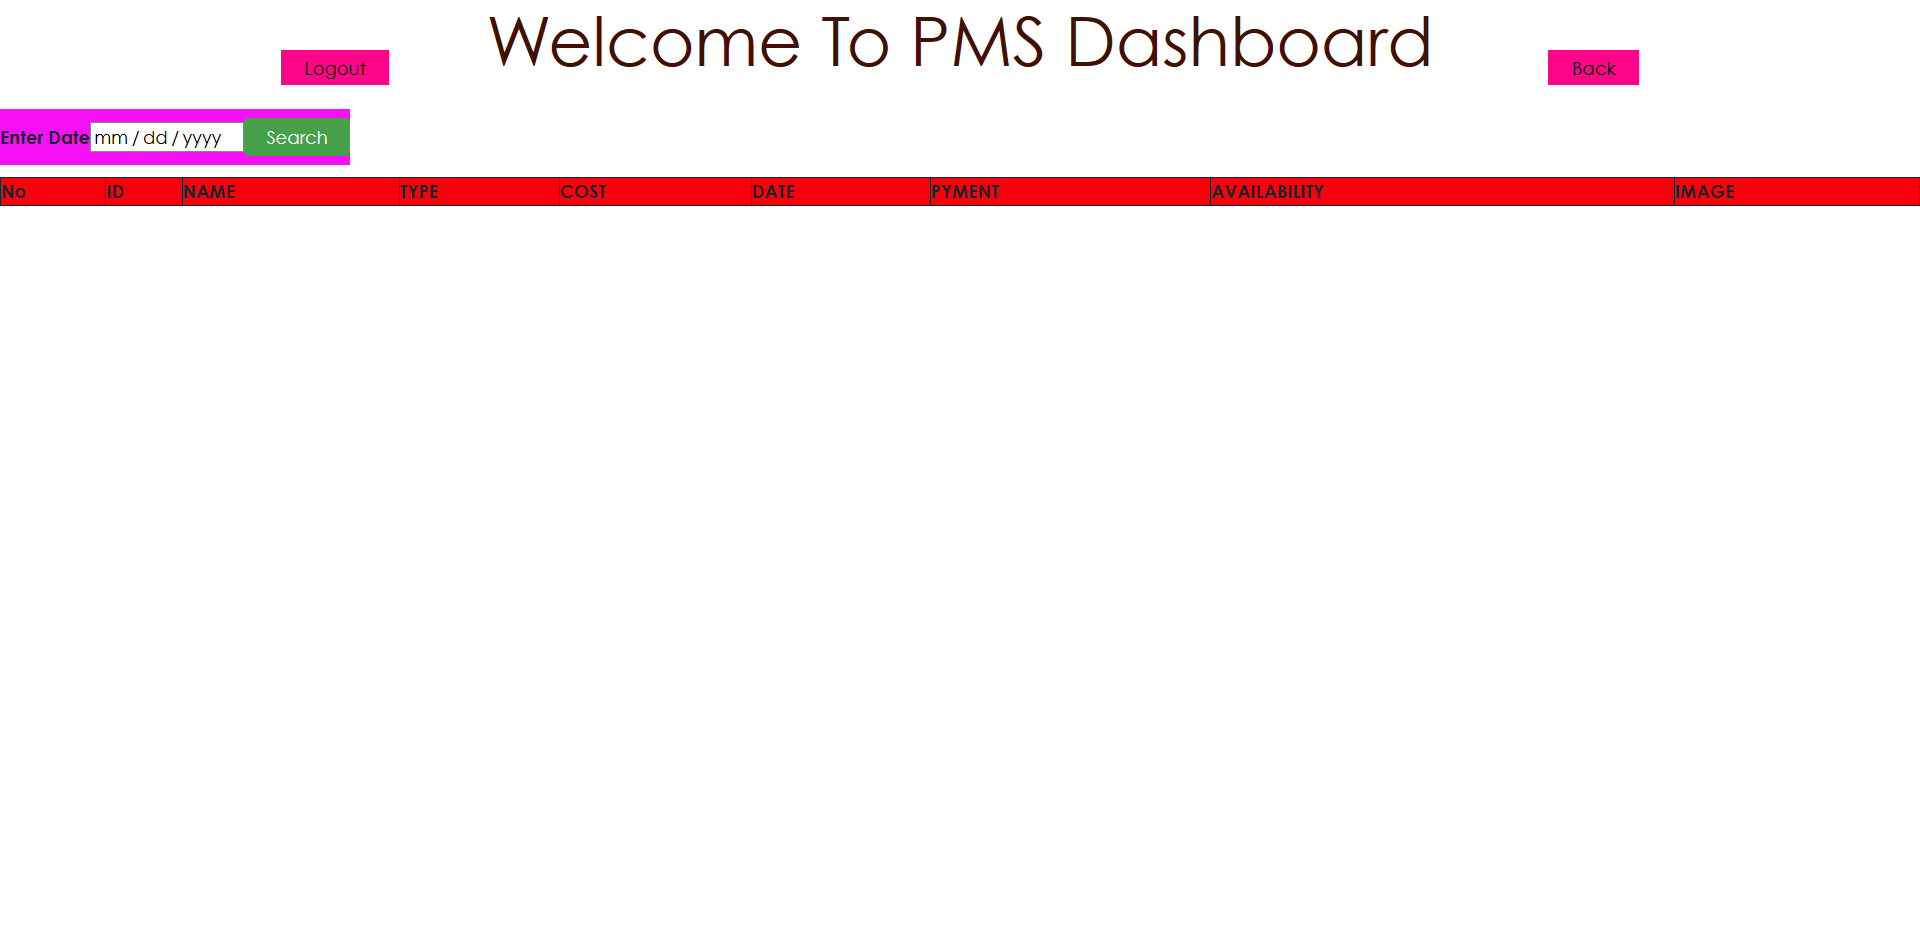 Welcome To PMS Dashboard
Logout
Back
Enter Date mm / dd / yyyy Search
No ID NAME TYPE COST DATE PYMENT AVAILABILITY IMAGE